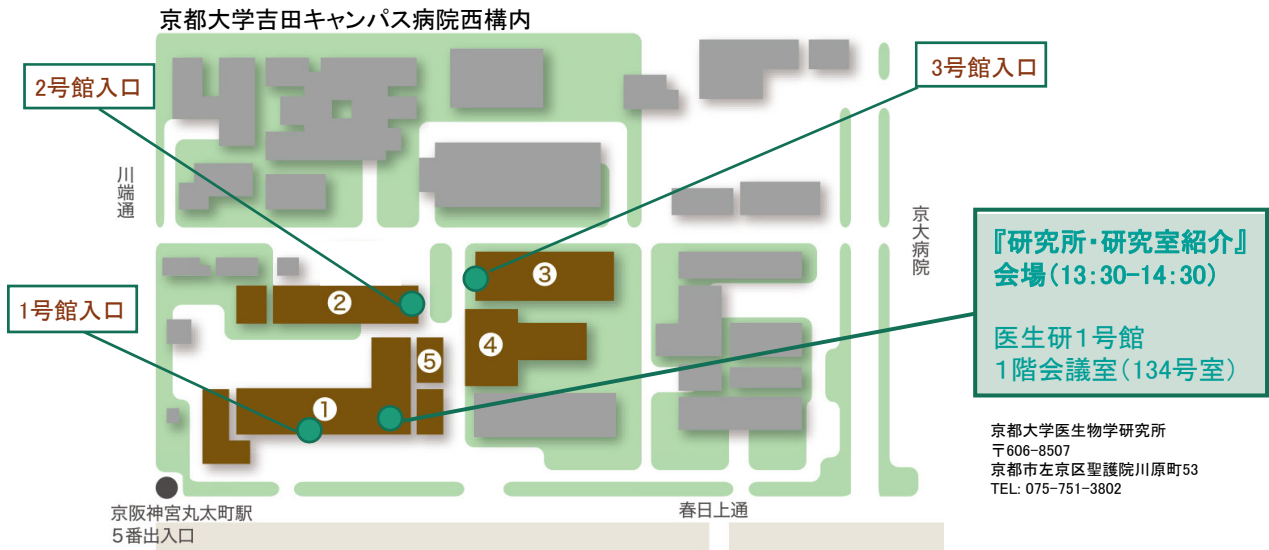 京都大学吉田キャンパス病院西構内
2号館入口
3号館入口
川端通
京大病院
『研究所・研究室紹介』
会場(13:30-14:30)
医生研1号館
1階会議室(134号室)
1号館入口
③
②
④
⑤
①
京都大学医生物学研究所
〒606-8507
京都市左京区聖護院川原町53
TEL: 075-751-3802
京阪神宮丸太町駅
5番出入口
春日上通